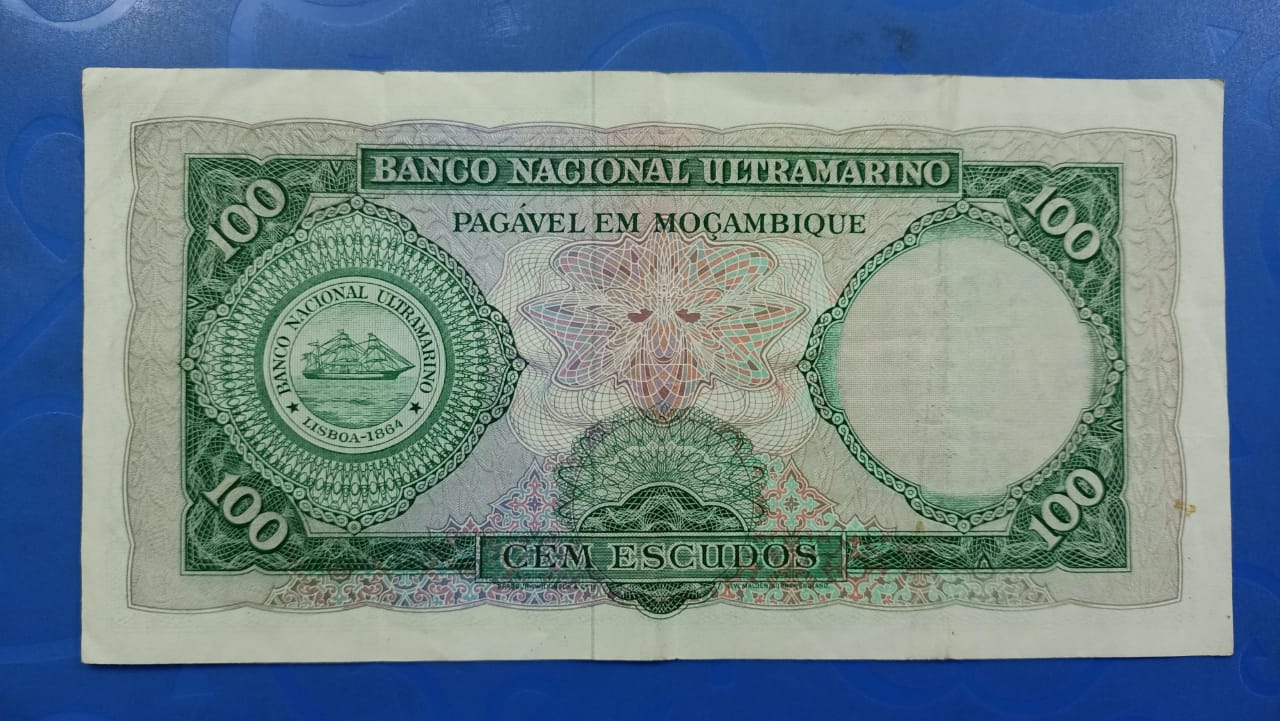 BANCO NACIONAL ULTRAMARINO
PAGÁVEL EM MOÇAMBIQUE
100
100
BANCO NACIONAL ULTRAMARINO
LISBOA-1864
100
100
CEM ESCUDOS